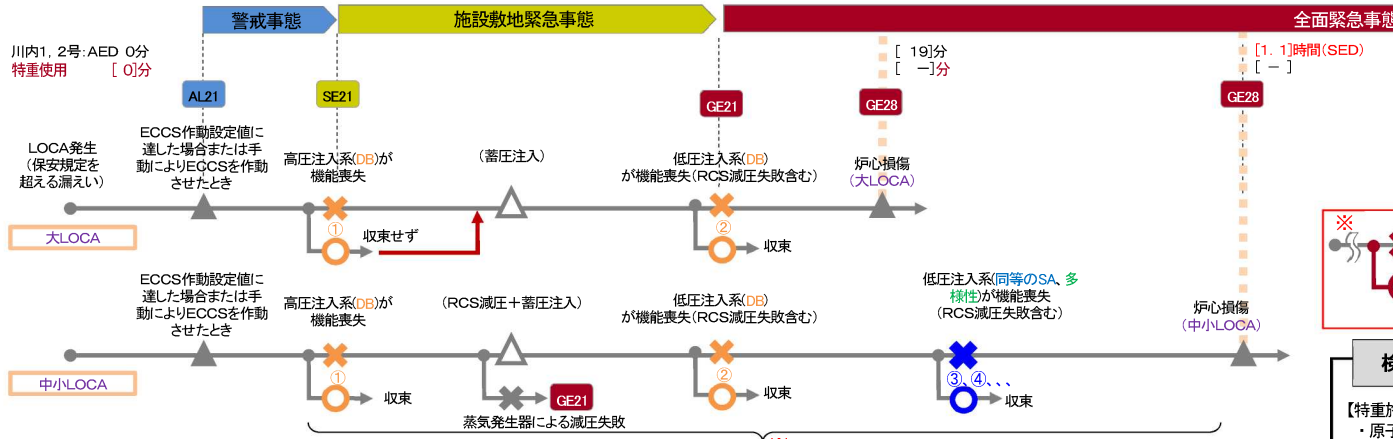 警戒事態
施設敷地緊急事態
全面緊急事態
川内1, 2号:AED 0分
特重使用 [ 0]分
[ 19]分
[ －]分
[1. 1]時間(SED)
[ － ]
AL21
SE21
GE21
GE28
GE28
LOCA発生
(保安規定を
超える漏えい)
ECCS作動設定値に
達した場合または手
動によりECCSを作動
させたとき
高圧注入系(DB)が
機能喪失
(蓄圧注入)
低圧注入系(DB)
が機能喪失(RCS減圧失敗含む)
炉心損傷
(大LOCA)
大LOCA
①
収束せず
②
収束
※
ECCS作動設定値に
達した場合または手
動によりECCSを作動
させたとき
高圧注入系(DB)が
機能喪失
(RCS減圧＋蓄圧注入)
低圧注入系(DB)
が機能喪失(RCS減圧失敗含む)
低圧注入系(同等のSA、多
様性)が機能喪失
(RCS減圧失敗含む)
炉心損傷
(中小LOCA)
中小LOCA
①
収束
GE21
蒸気発生器による減圧失敗
②
収束
③、④、、、
収束
【特重施
・原子